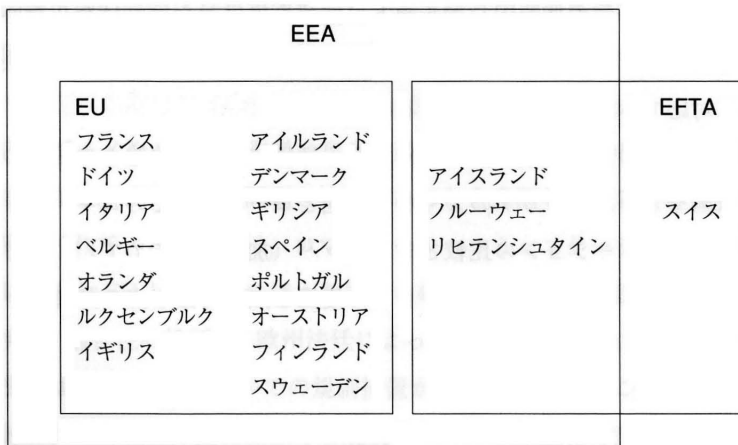 EEA
EU
EFTA
フランス アイルランド
ドイツ デンマーク アイスランド
イタリア ギリシア ノルーウェー スイス
ベルギー スペイン リヒテンシュタイン
オランダ ポルトガル
ルクセンブルク オーストリア
イギリス フィンランド
スウェーデン